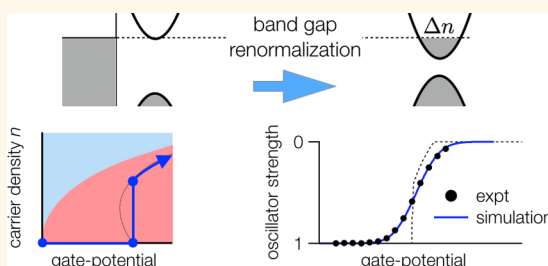 band gap
renormalization
Δn
carrier density n
gate-potential
oscillator strength
0
1
expt
simulation
gate-potential